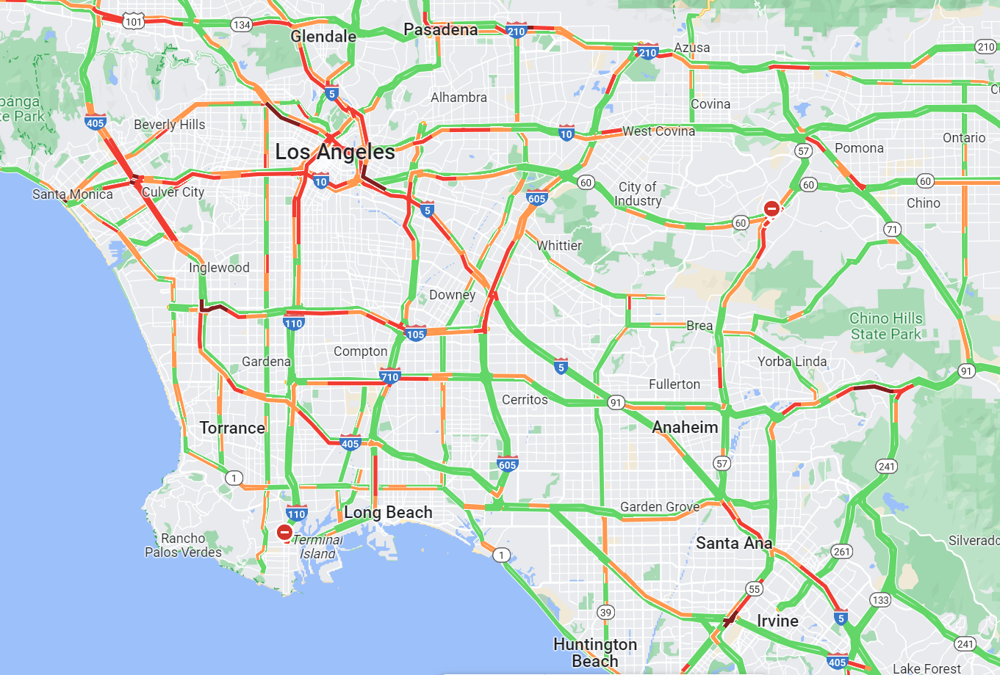 101
134
Glendale
Pasadena
210
210
Azusa
210
5
Alhambra
Covina
405
Beverly Hills
10
West Covina
Ontario
57
Pomona
Los Angeles
10
60
60
60
Santa Monica
Culver City
605
City of
Industry
Chino
5
60
71
Whittier
Inglewood
Downey
110
105
Brea
Chino Hills
State Park
Compton
Gardena
5
Yorba Linda
710
91
Fullerton
Cerritos
91
Torrance
Anaheim
405
605
57
241
1
110
Long Beach
Garden Grove
Rancho
Palos Verdes
Terminal
Island
Santa Ana
261
1
55
133
39
Irvine
5
Huntington
Beach
241
405
Lake Forest